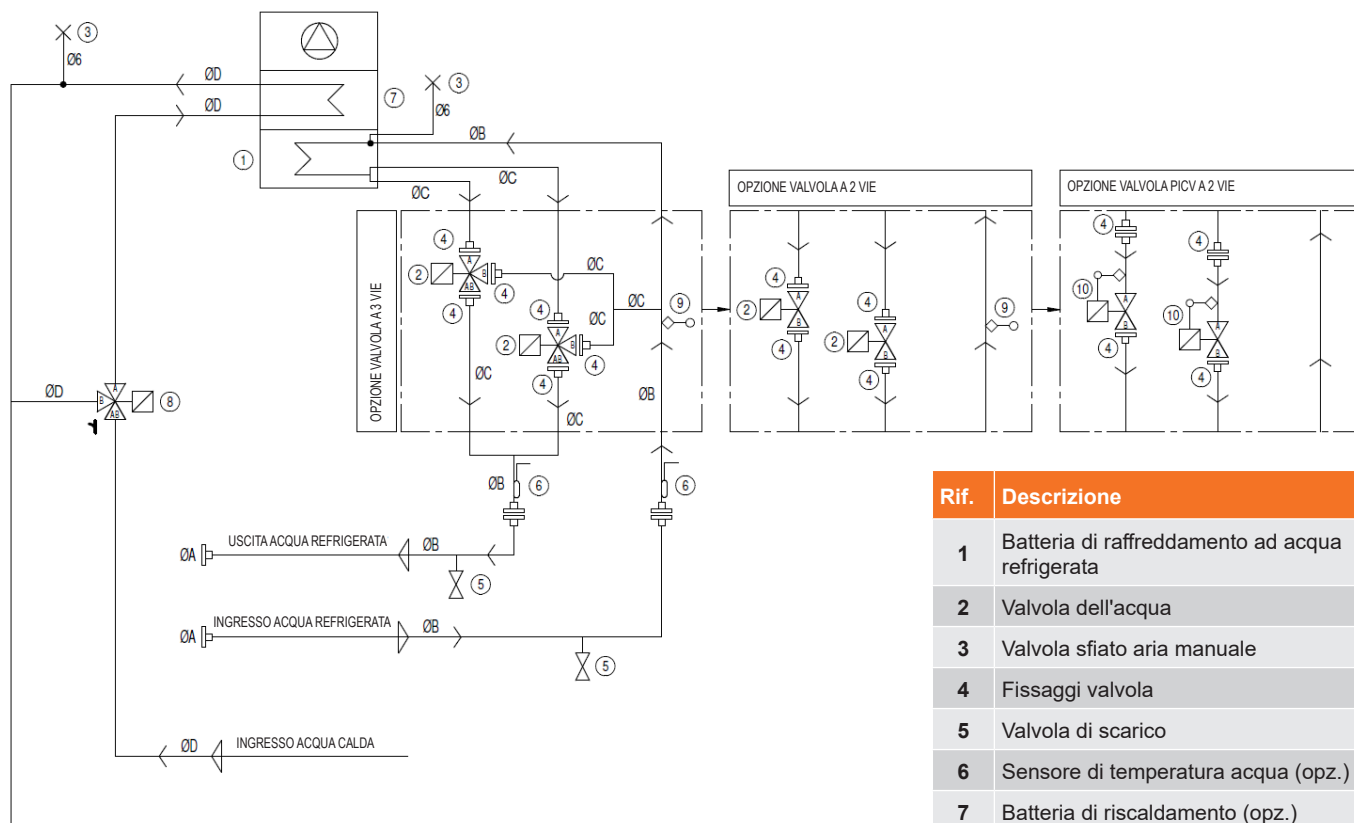 3
Ø6
ØD
7
3
ØD
Ø6
ØB
1
ØC
ØC
OPZIONE VALVOLA A 2 VIE
OPZIONE VALVOLA PICV A 2 VIE
OPZIONE VALVOLA A 3 VIE
4
2
A
B
AB
4
4
ØC
ØC
ØC
9
4
2
A
B
AB
4
4
ØC
ØC
ØB
4
2
A
B
4
4
2
A
B
4
9
4
10
A
B
4
4
10
A
B
4
ØD
A
B
AB
8
ØB
6
6
ØA
USCITA ACQUA REFRIGERATA
ØB
5
ØA
INGRESSO ACQUA REFRIGERATA
ØB
5
ØD
INGRESSO ACQUA CALDA
Rif. Descrizione
1 Batteria di raffreddamento ad acqua
refrigerata
2 Valvola dell'acqua
3 Valvola sfiato aria manuale
4 Fissaggi valvola
5 Valvola di scarico
6 Sensore di temperatura acqua (opz.)
7 Batteria di riscaldamento (opz.)